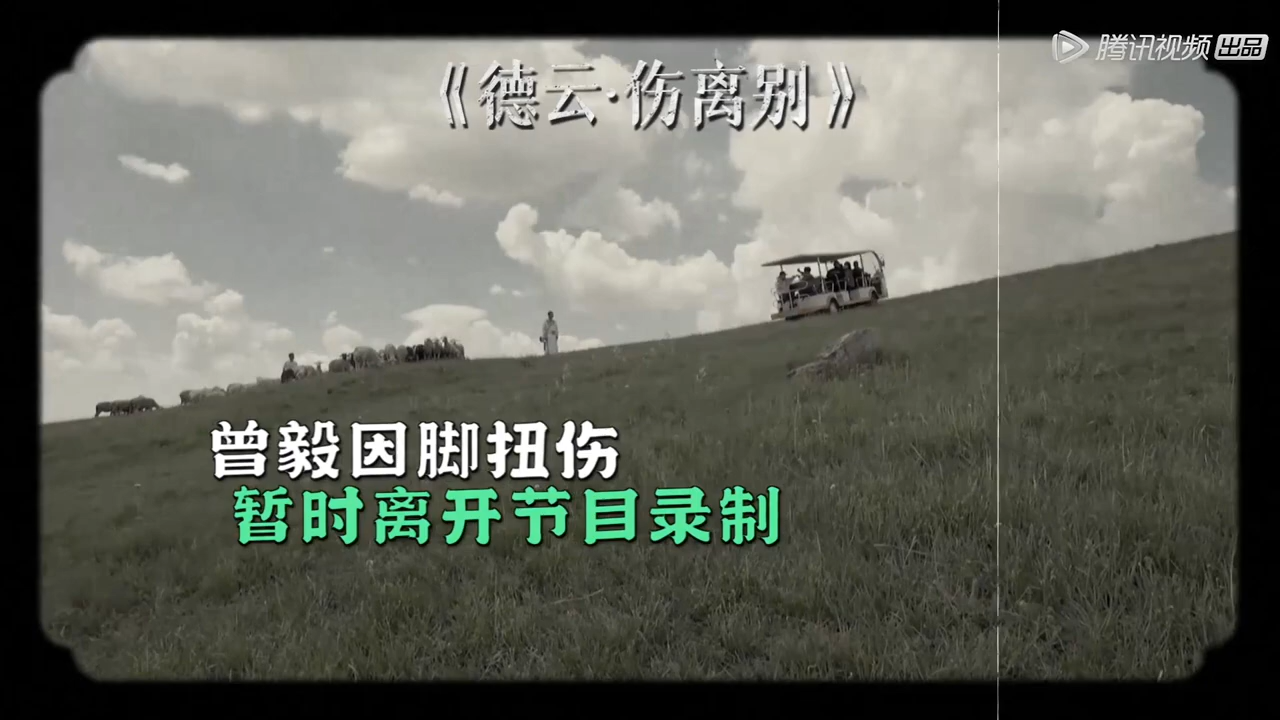 腾讯视频 出品
《德云·伤离别》
曾毅因脚扭伤
暂时离开节目录制